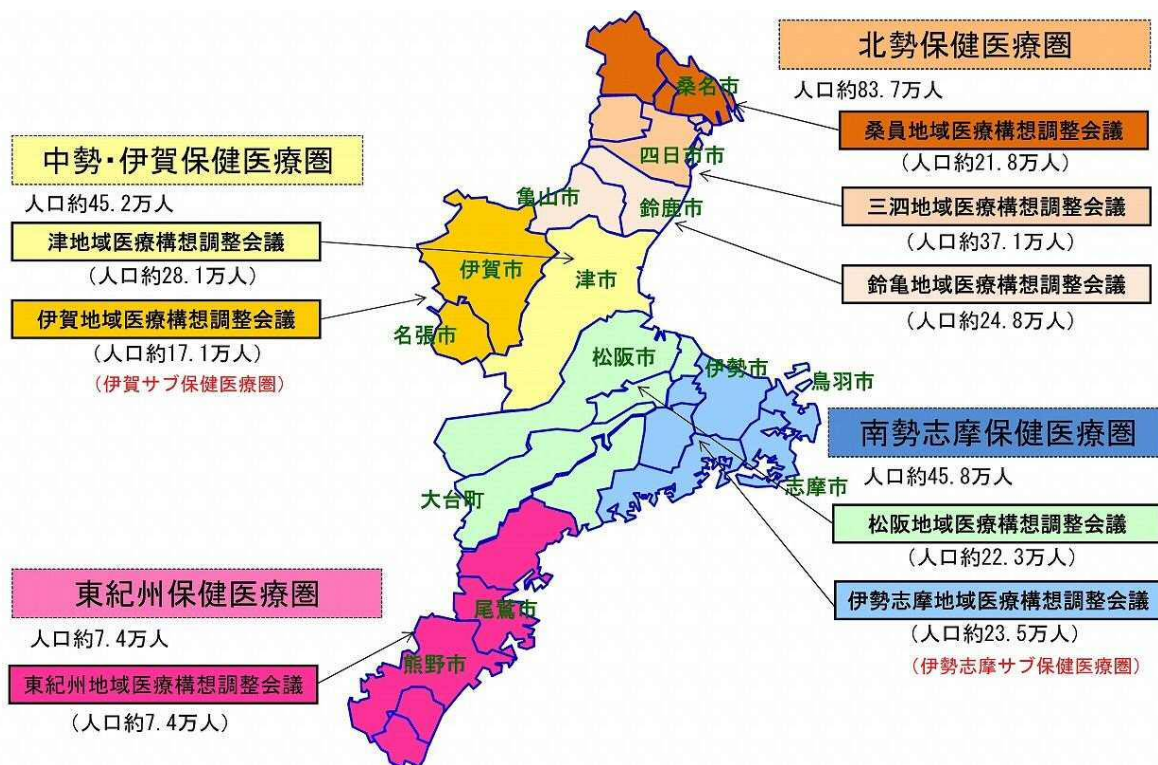 北勢保健医療圏
人口約83.7万人
桑員地域医療構想調整会議
(人口約21.8万人)
三泗地域医療構想調整会議
(人口約37.1万人)
鈴亀地域医療構想調整会議
(人口約24.8万人)
中勢・伊賀保健医療圏
人口約45.2万人
津地域医療構想調整会議
(人口約28.1万人)
伊賀地域医療構想調整会議
(人口約17.1万人)
(伊賀サブ保健医療圏)
桑名市
四日市市
亀山市
鈴鹿市
伊賀市
津市
名張市
松阪市
伊勢市
鳥羽市
志摩市
大台町
尾鷲市
熊野市
南勢志摩保健医療圏
人口約45.8万人
松阪地域医療構想調整会議
(人口約22.3万人)
伊勢志摩地域医療構想調整会議
(人口約23.5万人)
(伊勢志摩サブ保健医療圏)
東紀州保健医療圏
人口約7.4万人
東紀州地域医療構想調整会議
(人口約7.4万人)